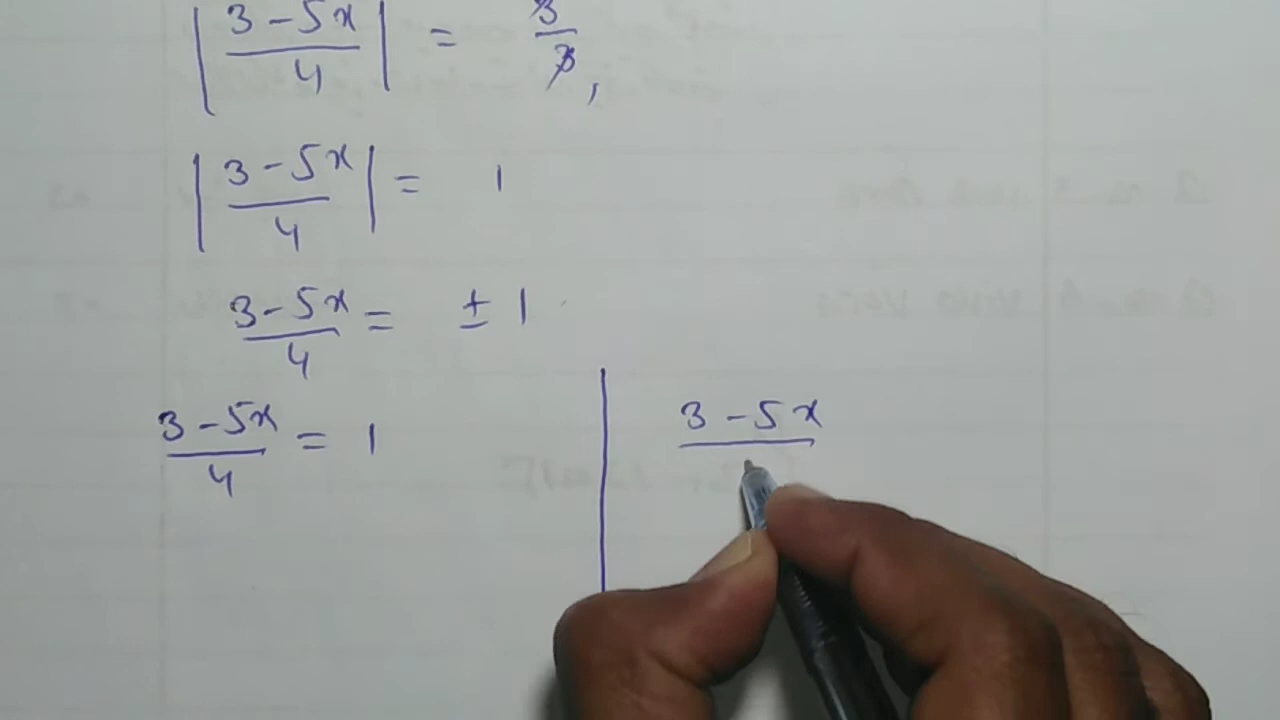 |3-5x/4| = 3/3,
|3-5x/4| = 1
3-5x/4 = ± 1
3-5x/4 = 1 | 3-5x